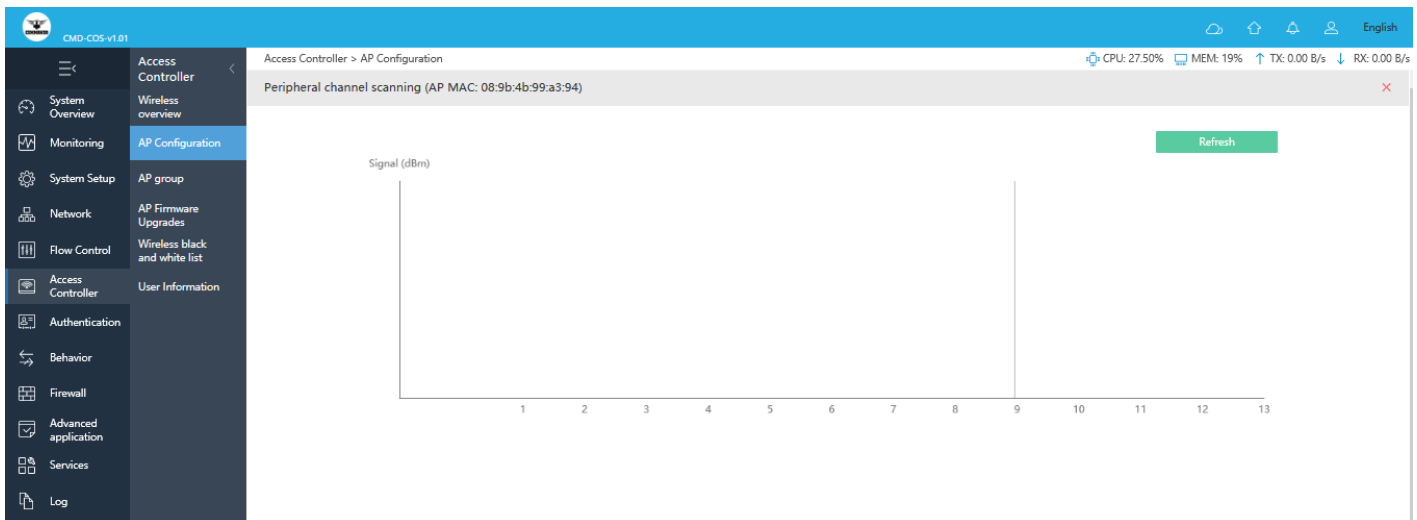 COMMANDO
CMD-COS-v1.01
English
Access Controller
Access Controller > AP Configuration
CPU: 27.50%
MEM: 19%
TX: 0.00 B/s
RX: 0.00 B/s
Peripheral channel scanning (AP MAC: 08:9b:4b:99:a3:94)
System Overview
Monitoring
System Setup
Network
Flow Control
Access Controller
Authentication
Behavior
Firewall
Advanced application
Services
Log
Wireless overview
AP Configuration
AP group
AP Firmware Upgrades
Wireless black and white list
User Information
Refresh
Signal (dBm)
1 2 3 4 5 6 7 8 9 10 11 12 13